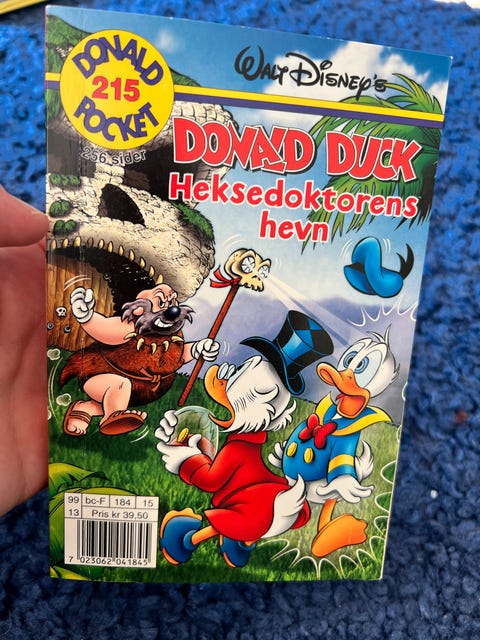 DONALD
215
POCKET
256 sider
WALT DISNEY'S
DONALD DUCK
Heksedoktorens
hevn
99 bc-F 184 15
13 Pris kr 39,50
7 023062 041845